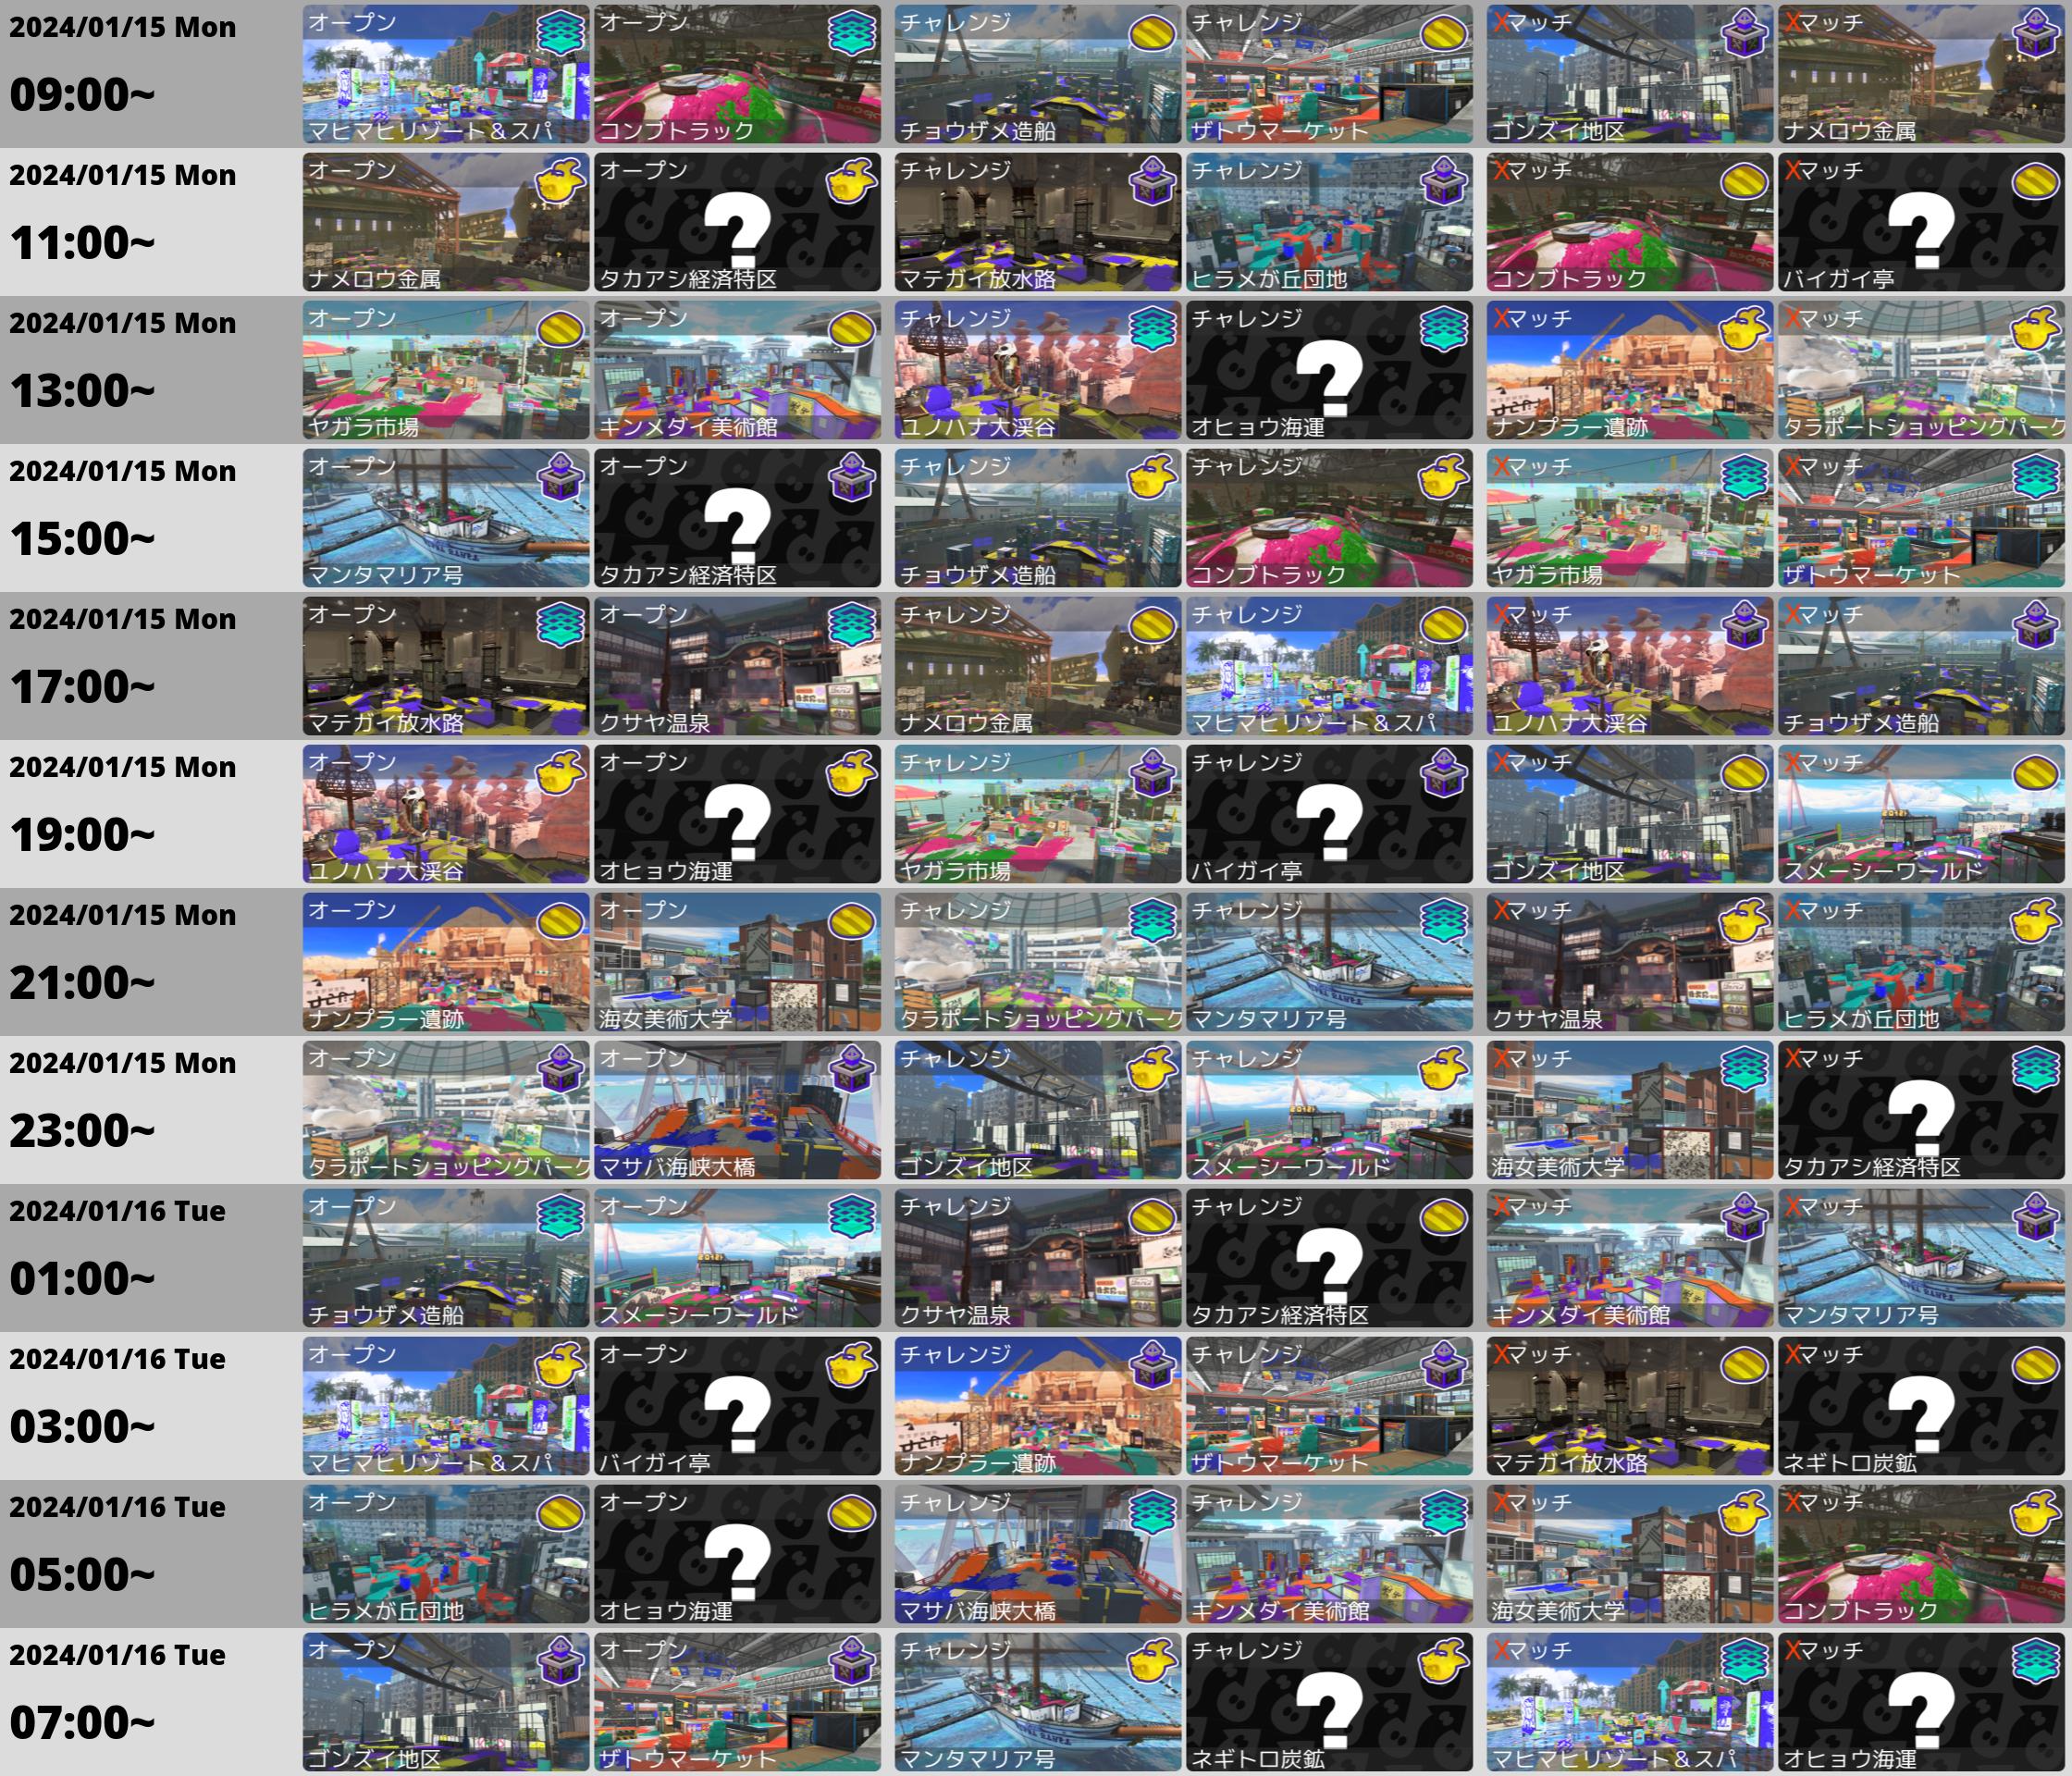 2024/01/15 Mon
09:00~
オープン オープン チャレンジ チャレンジ Xマッチ Xマッチ
マヒマヒリゾート＆スパ コンブトラック チョウザメ造船 ザトウマーケット ゴンズイ地区 ナメロウ金属
2024/01/15 Mon
11:00~
オープン オープン チャレンジ チャレンジ Xマッチ Xマッチ
? ?
ナメロウ金属 タカアシ経済特区 マテガイ放水路 ヒラメが丘団地 コンブトラック バイガイ亭
2024/01/15 Mon
13:00~
オープン オープン チャレンジ チャレンジ Xマッチ Xマッチ
?
ヤガラ市場 キンメダイ美術館 ユノハナ大渓谷 オヒョウ海運 ナンプラー遺跡 タラポートショッピングパーク
2024/01/15 Mon
15:00~
オープン オープン チャレンジ チャレンジ Xマッチ Xマッチ
?
マンタマリア号 タカアシ経済特区 チョウザメ造船 コンブトラック ヤガラ市場 ザトウマーケット
2024/01/15 Mon
17:00~
オープン オープン チャレンジ チャレンジ Xマッチ Xマッチ
マテガイ放水路 クサヤ温泉 ナメロウ金属 マヒマヒリゾート＆スパ ユノハナ大渓谷 チョウザメ造船
2024/01/15 Mon
19:00~
オープン オープン チャレンジ チャレンジ Xマッチ Xマッチ
? ?
ユノハナ大渓谷 オヒョウ海運 ヤガラ市場 バイガイ亭 ゴンズイ地区 スメーシーワールド
2024/01/15 Mon
21:00~
オープン オープン チャレンジ チャレンジ Xマッチ Xマッチ
ナンプラー遺跡 海女美術大学 タラポートショッピングパーク マンタマリア号 クサヤ温泉 ヒラメが丘団地
2024/01/15 Mon
23:00~
オープン オープン チャレンジ チャレンジ Xマッチ Xマッチ
?
タラポートショッピングパーク マサバ海峡大橋 ゴンズイ地区 スメーシーワールド 海女美術大学 タカアシ経済特区
2024/01/16 Tue
01:00~
オープン オープン チャレンジ チャレンジ Xマッチ Xマッチ
?
チョウザメ造船 スメーシーワールド クサヤ温泉 タカアシ経済特区 キンメダイ美術館 マンタマリア号
2024/01/16 Tue
03:00~
オープン オープン チャレンジ チャレンジ Xマッチ Xマッチ
? ?
マヒマヒリゾート＆スパ バイガイ亭 ナンプラー遺跡 ザトウマーケット マテガイ放水路 ネギトロ炭鉱
2024/01/16 Tue
05:00~
オープン オープン チャレンジ チャレンジ Xマッチ Xマッチ
?
ヒラメが丘団地 オヒョウ海運 マサバ海峡大橋 キンメダイ美術館 海女美術大学 コンブトラック
2024/01/16 Tue
07:00~
オープン オープン チャレンジ チャレンジ Xマッチ Xマッチ
? ?
ゴンズイ地区 ザトウマーケット マンタマリア号 ネギトロ炭鉱 マヒマヒリゾート＆スパ オヒョウ海運